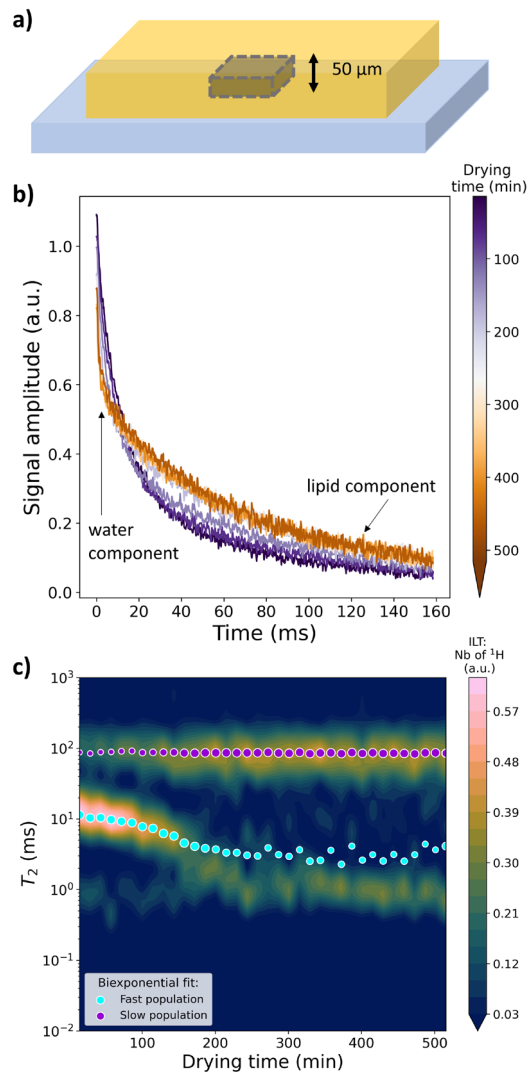 a)
50 µm
b)
Drying
time (min)
Signal amplitude (a.u.)
1.0
0.8
0.6
0.4
0.2
0.0
water
component
lipid component
0 20 40 60 80 100 120 140 160
Time (ms)
100
200
300
400
500
c)
ILT:
Nb of ¹H
(a.u.)
T₂ (ms)
10³
10²
10¹
10⁰
10⁻¹
10⁻²
Biexponential fit:
Fast population
Slow population
100 200 300 400 500
Drying time (min)
0.57
0.48
0.39
0.30
0.21
0.12
0.03